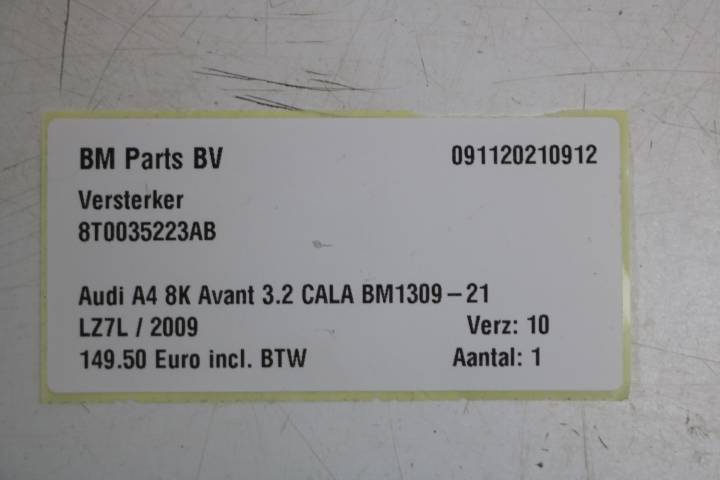 BM Parts BV 091120210912
Versterker
8T0035223AB
Audi A4 8K Avant 3.2 CALA BM1309-21
LZ7L / 2009 Verz: 10
149.50 Euro incl. BTW Aantal: 1